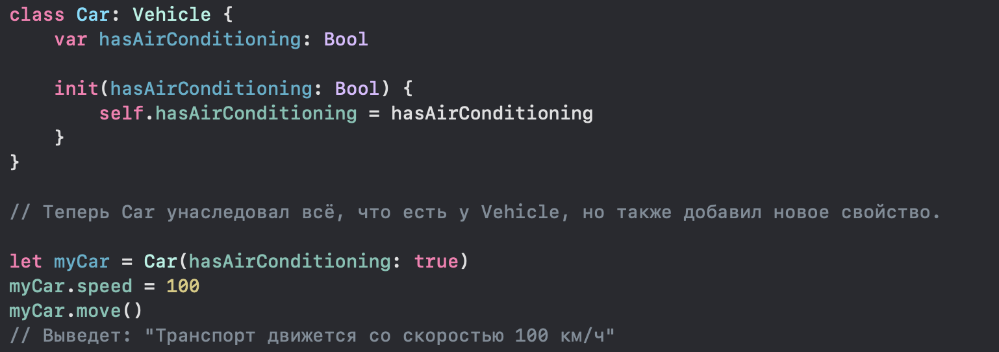 class Car: Vehicle {
    var hasAirConditioning: Bool

    init(hasAirConditioning: Bool) {
        self.hasAirConditioning = hasAirConditioning
    }
}

// Теперь Car унаследовал всё, что есть у Vehicle, но также добавил новое свойство.

let myCar = Car(hasAirConditioning: true)
myCar.speed = 100
myCar.move()
// Выведет: "Транспорт движется со скоростью 100 км/ч"